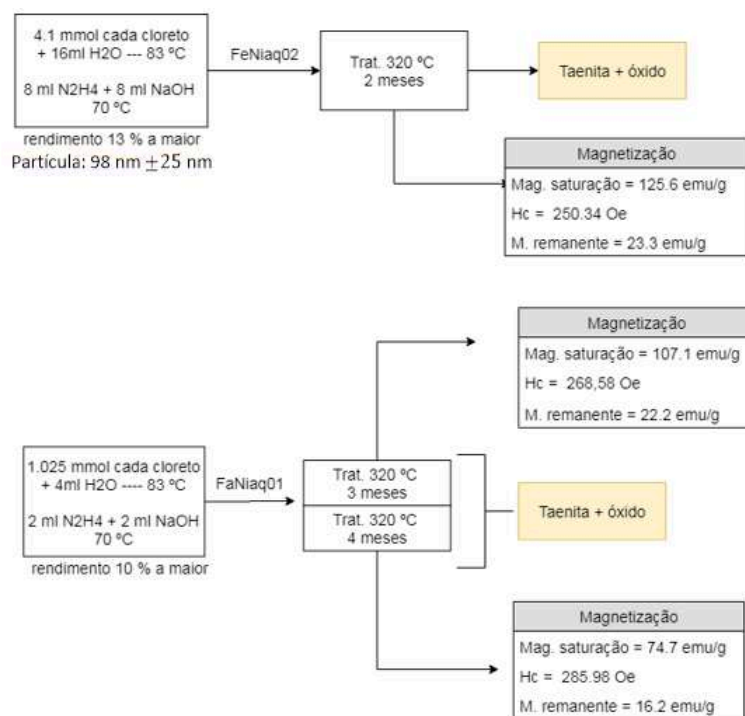 4.1 mmol cada cloreto
+ 16ml H2O --- 83 ºC
8 ml N2H4 + 8 ml NaOH
70 ºC
rendimento 13 % a maior
Partícula: 98 nm ±25 nm
FeNiaq02
Trat. 320 ºC
2 meses
Taenita + óxido
Magnetização
Mag. saturação = 125.6 emu/g
Hc = 250.34 Oe
M. remanente = 23.3 emu/g
Magnetização
Mag. saturação = 107.1 emu/g
Hc = 268,58 Oe
M. remanente = 22.2 emu/g
1.025 mmol cada cloreto
+ 4ml H2O ---- 83 ºC
2 ml N2H4 + 2 ml NaOH
70 ºC
rendimento 10 % a maior
FaNiaq01
Trat. 320 ºC
3 meses
Trat. 320 ºC
4 meses
Taenita + óxido
Magnetização
Mag. saturação = 74.7 emu/g
Hc = 285.98 Oe
M. remanente = 16.2 emu/g